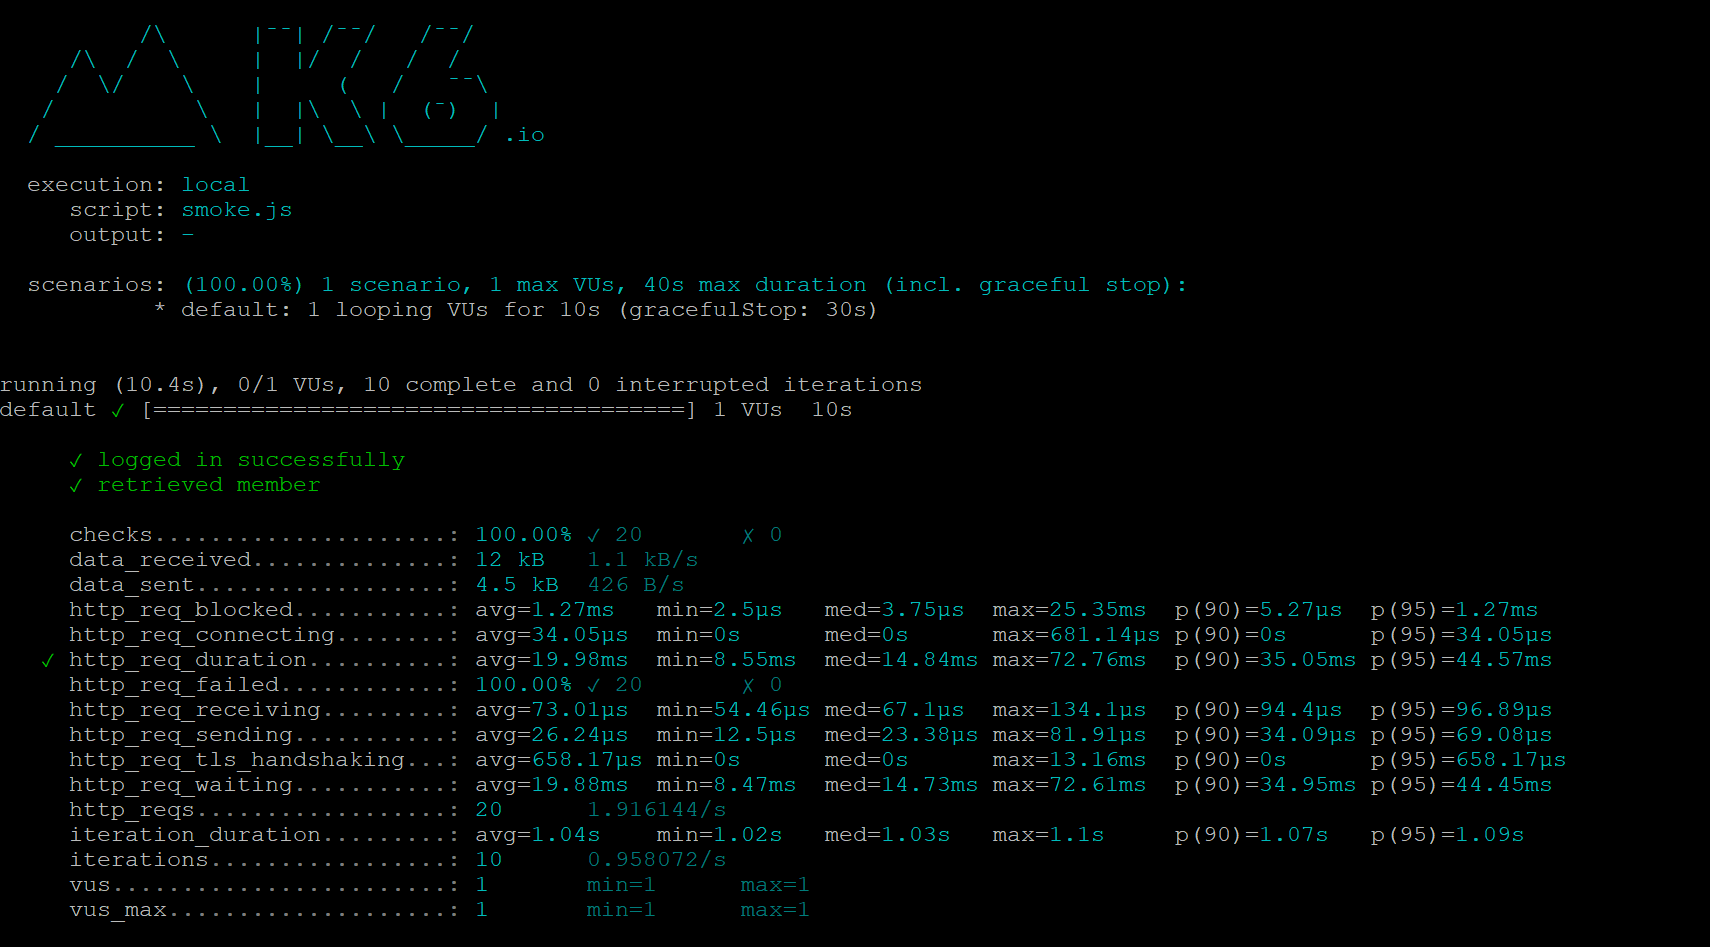 /\      |‾‾| /‾‾/   /‾‾/
    /\  /  \     |  |/  /   /  /
   /  \/    \    |     (   /   ‾‾\
  /          \   |  |\  \ |  (‾)  |
 / __________ \  |__| \__\ \_____/ .io
execution: local
script: smoke.js
output: -
scenarios: (100.00%) 1 scenario, 1 max VUs, 40s max duration (incl. graceful stop):
* default: 1 looping VUs for 10s (gracefulStop: 30s)
running (10.4s), 0/1 VUs, 10 complete and 0 interrupted iterations
default ✓ [======================================] 1 VUs  10s
✓ logged in successfully
✓ retrieved member
checks.....................: 100.00% ✓ 20       ✗ 0
data_received..............: 12 kB   1.1 kB/s
data_sent..................: 4.5 kB  426 B/s
http_req_blocked...........: avg=1.27ms   min=2.5µs   med=3.75µs  max=25.35ms  p(90)=5.27µs  p(95)=1.27ms
http_req_connecting........: avg=34.05µs  min=0s      med=0s      max=681.14µs p(90)=0s      p(95)=34.05µs
✓ http_req_duration..........: avg=19.98ms  min=8.55ms  med=14.84ms max=72.76ms  p(90)=35.05ms p(95)=44.57ms
http_req_failed............: 100.00% ✓ 20       ✗ 0
http_req_receiving.........: avg=73.01µs  min=54.46µs med=67.1µs  max=134.1µs  p(90)=94.4µs  p(95)=96.89µs
http_req_sending...........: avg=26.24µs  min=12.5µs  med=23.38µs max=81.91µs  p(90)=34.09µs p(95)=69.08µs
http_req_tls_handshaking...: avg=658.17µs min=0s      med=0s      max=13.16ms  p(90)=0s      p(95)=658.17µs
http_req_waiting...........: avg=19.88ms  min=8.47ms  med=14.73ms max=72.61ms  p(90)=34.95ms p(95)=44.45ms
http_reqs..................: 20      1.916144/s
iteration_duration.........: avg=1.04s    min=1.02s   med=1.03s   max=1.1s     p(90)=1.07s   p(95)=1.09s
iterations.................: 10      0.958072/s
vus........................: 1       min=1      max=1
vus_max....................: 1       min=1      max=1